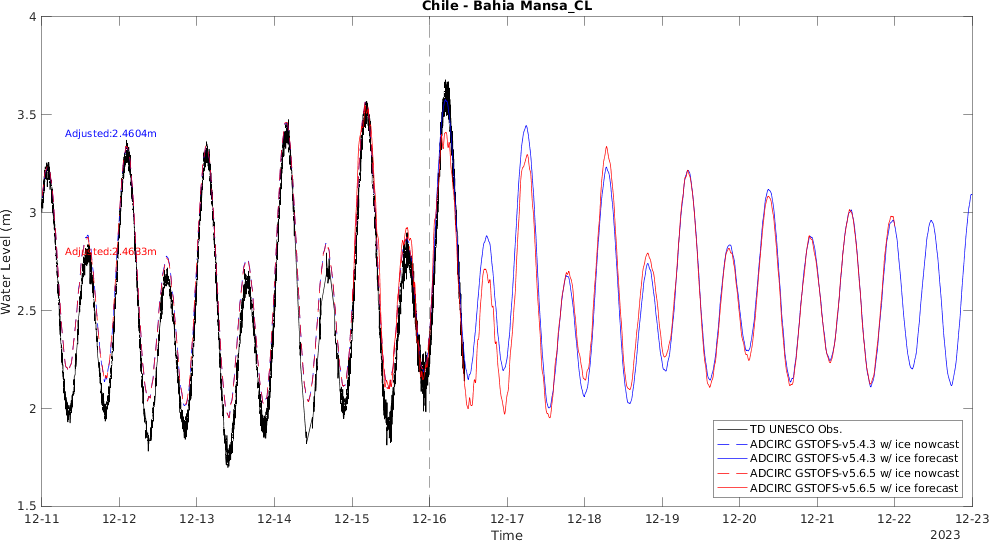 Chile - Bahia Mansa_CL
4
3.5
3
2.5
2
1.5
Water Level (m)
Adjusted:2.4604m
Adjusted:2.4633m
TD UNESCO Obs.
ADCIRC GSTOFS-v5.4.3 w/ ice nowcast
ADCIRC GSTOFS-v5.4.3 w/ ice forecast
ADCIRC GSTOFS-v5.6.5 w/ ice nowcast
ADCIRC GSTOFS-v5.6.5 w/ ice forecast
12-11 12-12 12-13 12-14 12-15 12-16 12-17 12-18 12-19 12-20 12-21 12-22 12-23
Time
2023